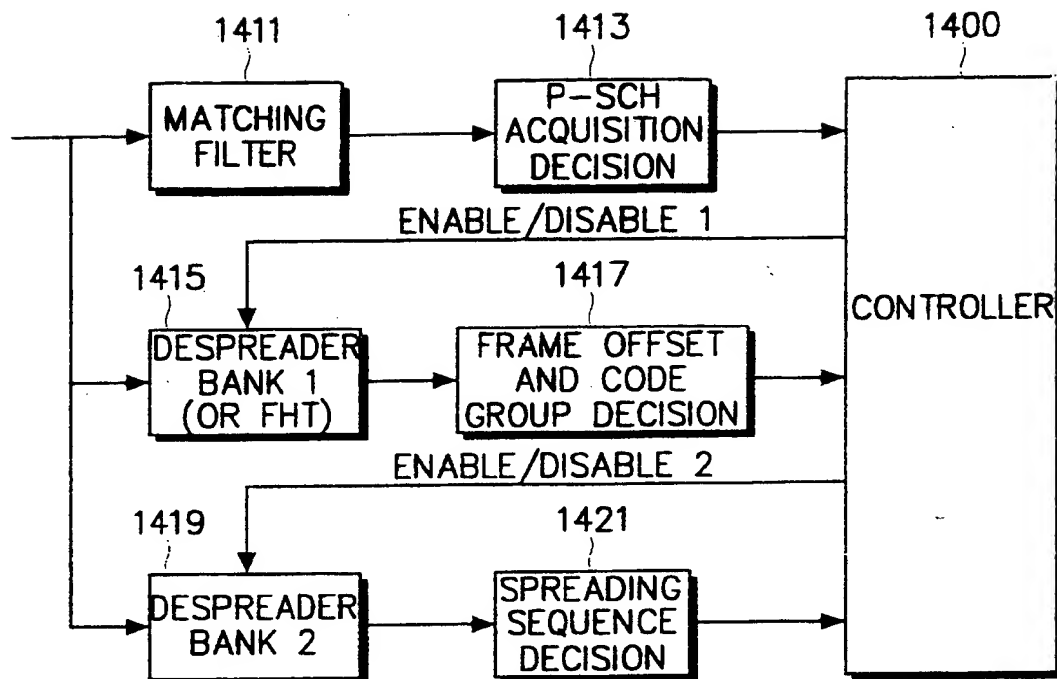 1411
1413
1400
MATCHING
FILTER
P-SCH
ACQUISITION
DECISION
ENABLE/DISABLE 1
1415
1417
CONTROLLER
DESPREADER
BANK 1
(OR FHT)
FRAME OFFSET
AND CODE
GROUP DECISION
ENABLE/DISABLE 2
1419
1421
DESPREADER
BANK 2
SPREADING
SEQUENCE
DECISION